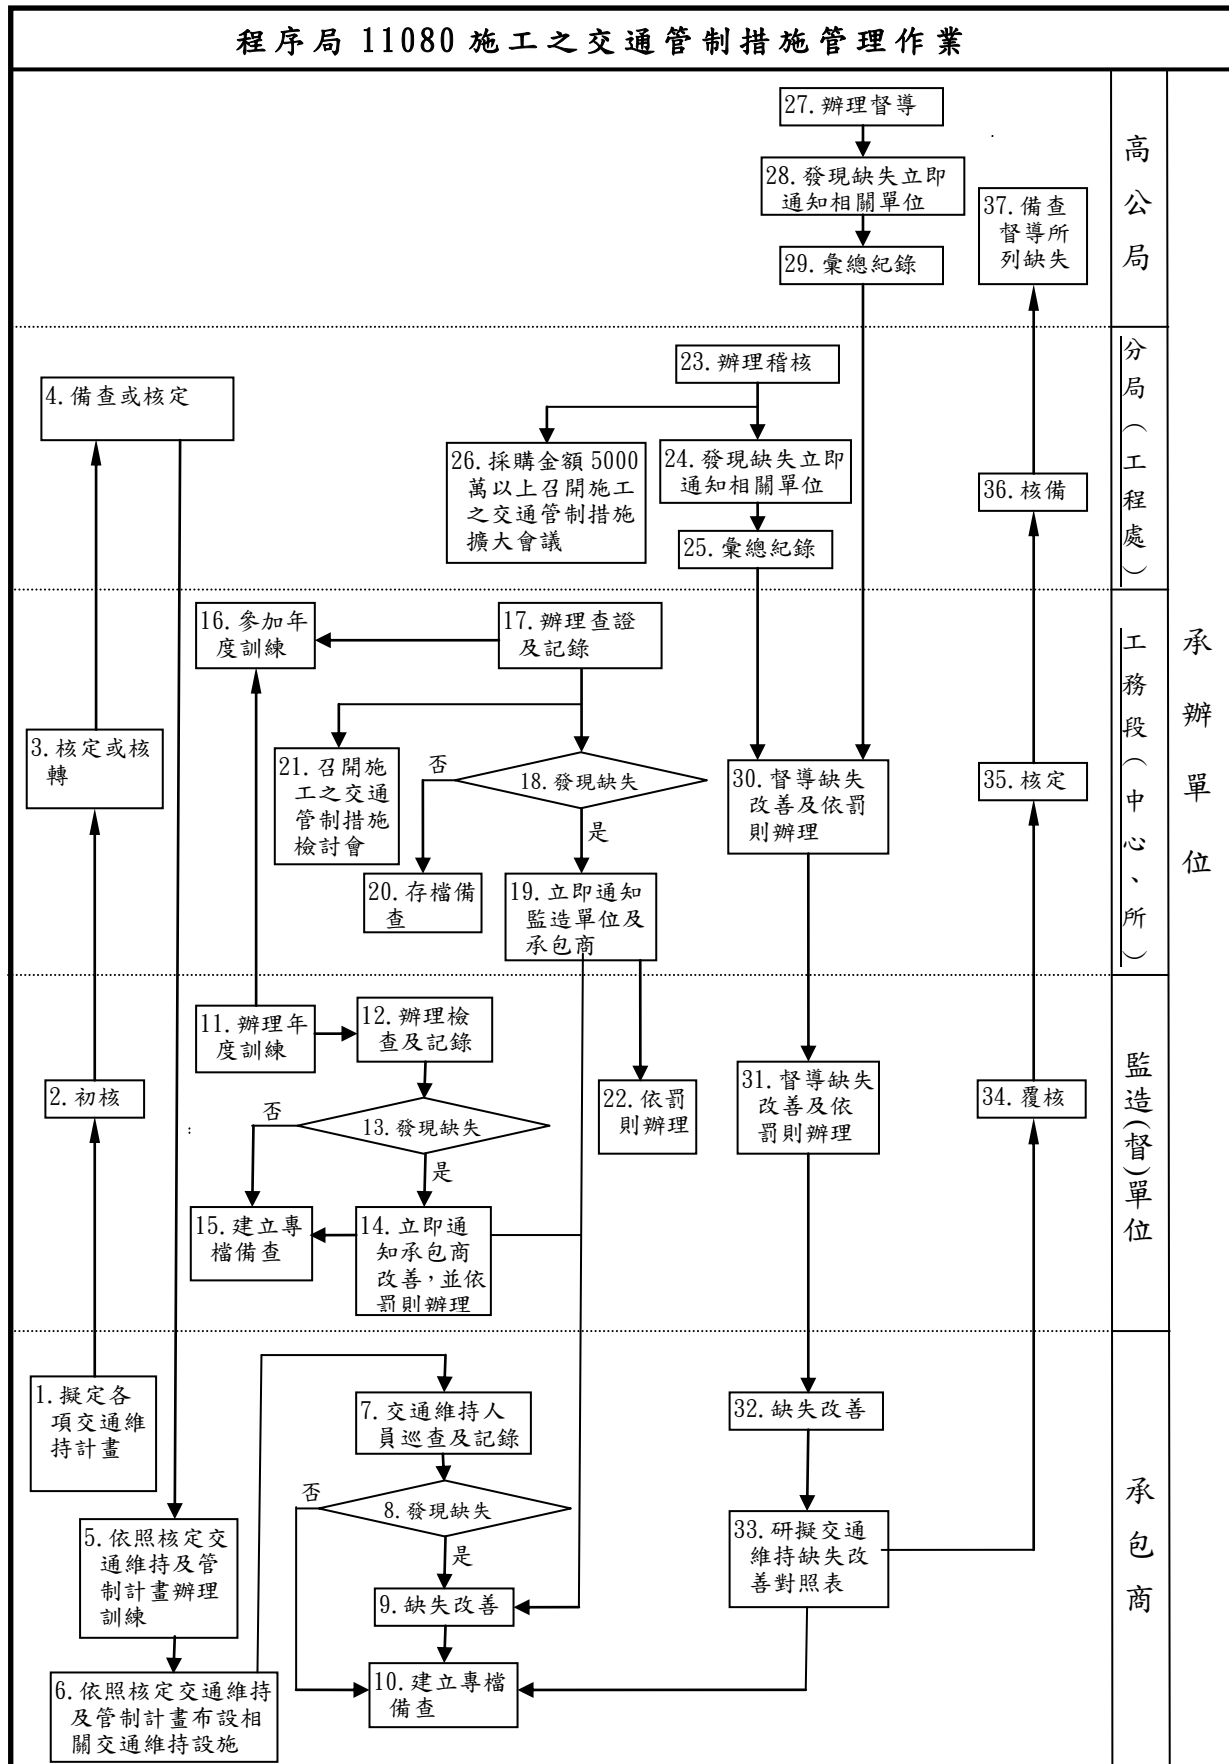 程序局 11080 施工之交通管制措施管理作業
27.辦理督導
28.發現缺失立即
通知相關單位
29.彙總紀錄
37.備查
督導所
列缺失
高公局
23.辦理稽核
4.備查或核定
26.採購金額 5000
萬以上召開施工
之交通管制措施
擴大會議
24.發現缺失立即
通知相關單位
25.彙總紀錄
36.核備
分局(工程處)
16.參加年
度訓練
17.辦理查證
及記錄
3.核定或核
轉
21.召開施
工之交通
管制措施
檢討會
否
18.發現缺失
是
20.存檔備
查
19.立即通知
監造單位及
承包商
30.督導缺失
改善及依罰
則辦理
35.核定
工務段(中心、所)
承辦單位
11.辦理年
度訓練
12.辦理檢
查及記錄
2.初核
否
13.發現缺失
是
15.建立專
檔備查
14.立即通
知承包商
改善,並依
罰則辦理
22.依罰
則辦理
31.督導缺失
改善及依
罰則辦理
34.覆核
監造(督)單位
1.擬定各
項交通維
持計畫
7.交通維持人
員巡查及記錄
否
8.發現缺失
是
5.依照核定交
通維持及管
制計畫辦理
訓練
9.缺失改善
6.依照核定交通維持
及管制計畫布設相
關交通維持設施
10.建立專檔
備查
32.缺失改善
33.研擬交通
維持缺失改
善對照表
承包商